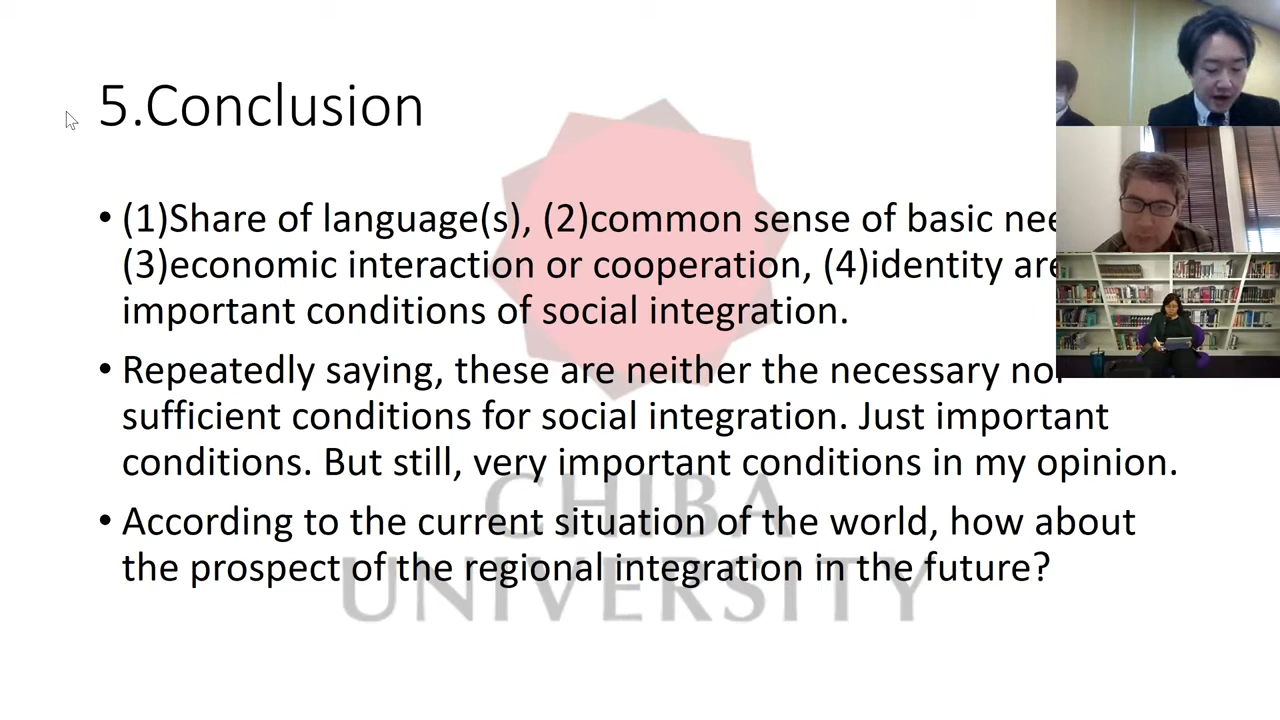 5.Conclusion
• (1)Share of language(s), (2)common sense of basic
(3)economic interaction or cooperation, (4)identity are
important conditions of social integration.
• Repeatedly saying, these are neither the necessary nor
sufficient conditions for social integration. Just important
conditions. But still, very important conditions in my opinion.
• According to the current situation of the world, how about
the prospect of the regional integration in the future?
CHIBA
UNIVERSITY